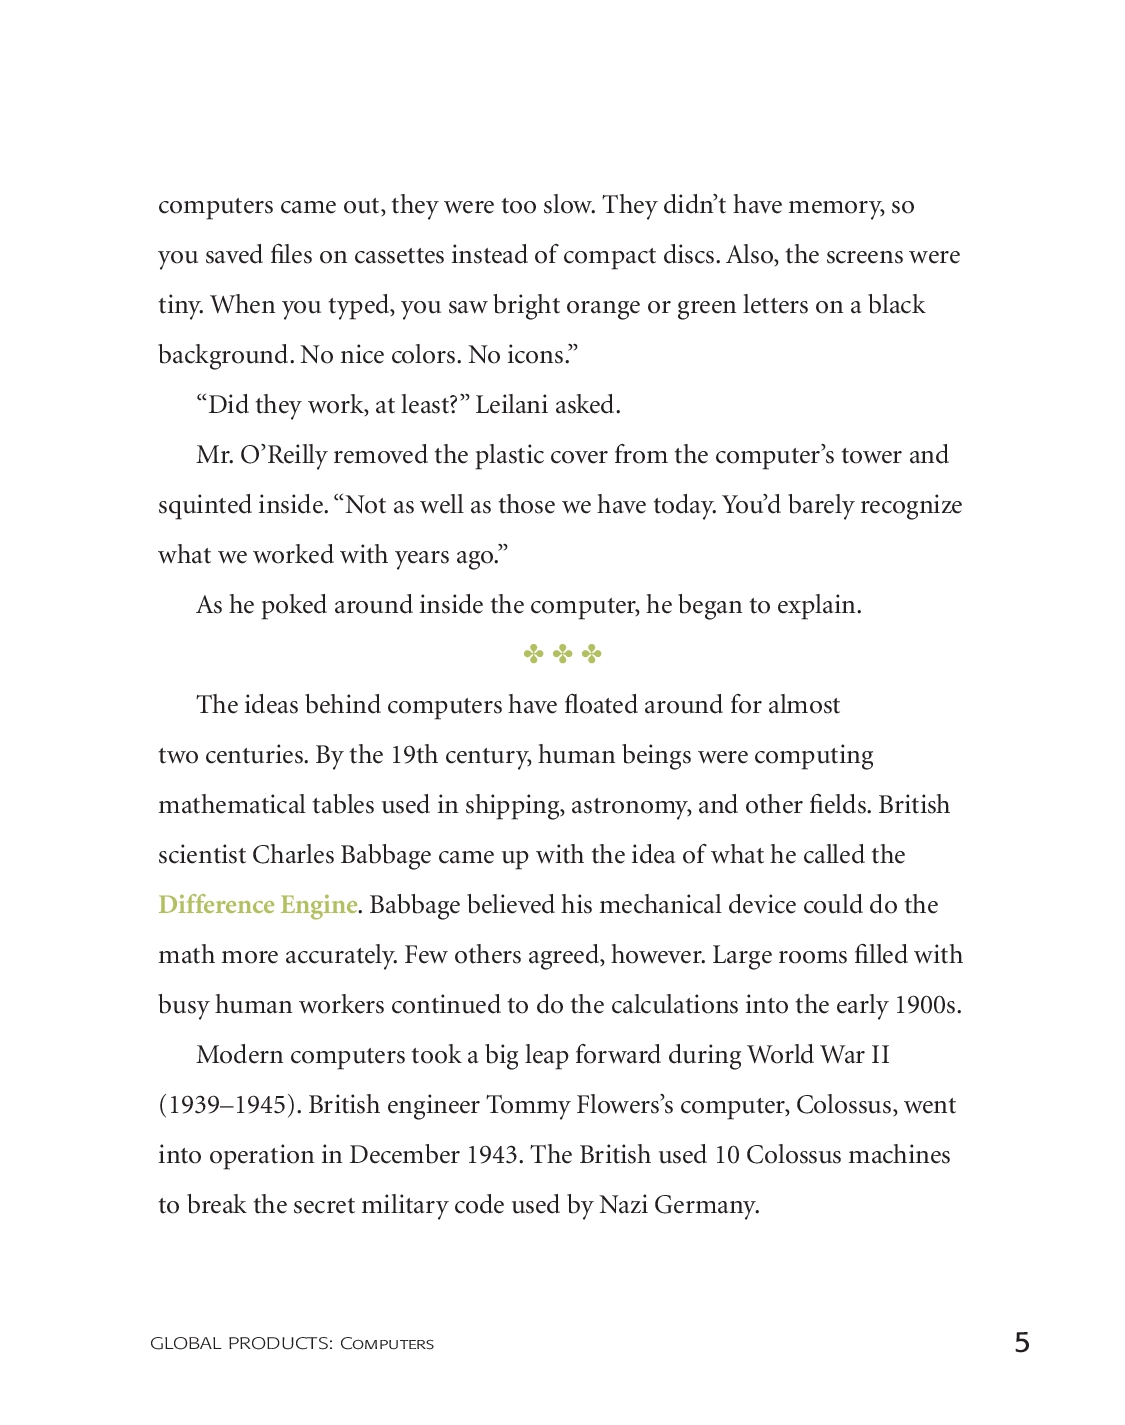 computers came out, they were too slow. They didn’t have memory, so
you saved files on cassettes instead of compact discs. Also, the screens were
tiny. When you typed, you saw bright orange or green letters on a black
background. No nice colors. No icons.”
“Did they work, at least?” Leilani asked.
Mr. O’Reilly removed the plastic cover from the computer’s tower and
squinted inside. “Not as well as those we have today. You’d barely recognize
what we worked with years ago.”
As he poked around inside the computer, he began to explain.
✤ ✤ ✤
The ideas behind computers have floated around for almost
two centuries. By the 19th century, human beings were computing
mathematical tables used in shipping, astronomy, and other fields. British
scientist Charles Babbage came up with the idea of what he called the
Difference Engine. Babbage believed his mechanical device could do the
math more accurately. Few others agreed, however. Large rooms filled with
busy human workers continued to do the calculations into the early 1900s.
Modern computers took a big leap forward during World War II
(1939–1945). British engineer Tommy Flowers’s computer, Colossus, went
into operation in December 1943. The British used 10 Colossus machines
to break the secret military code used by Nazi Germany.
GLOBAL PRODUCTS: Computers 5